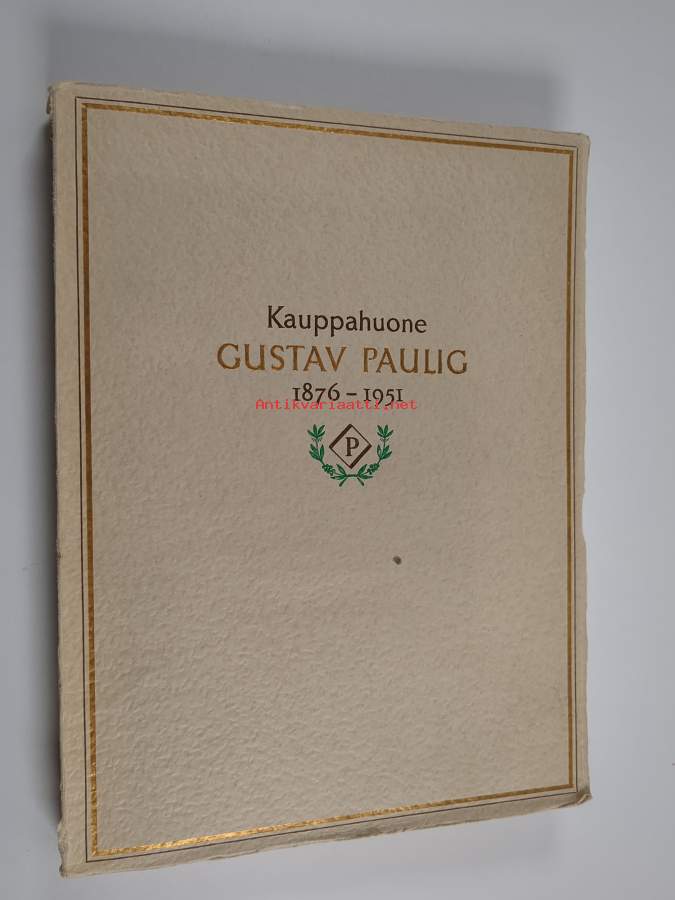 Kauppahuone
GUSTAV PAULIG
1876 – 1951
Antikvariaatti.net
P